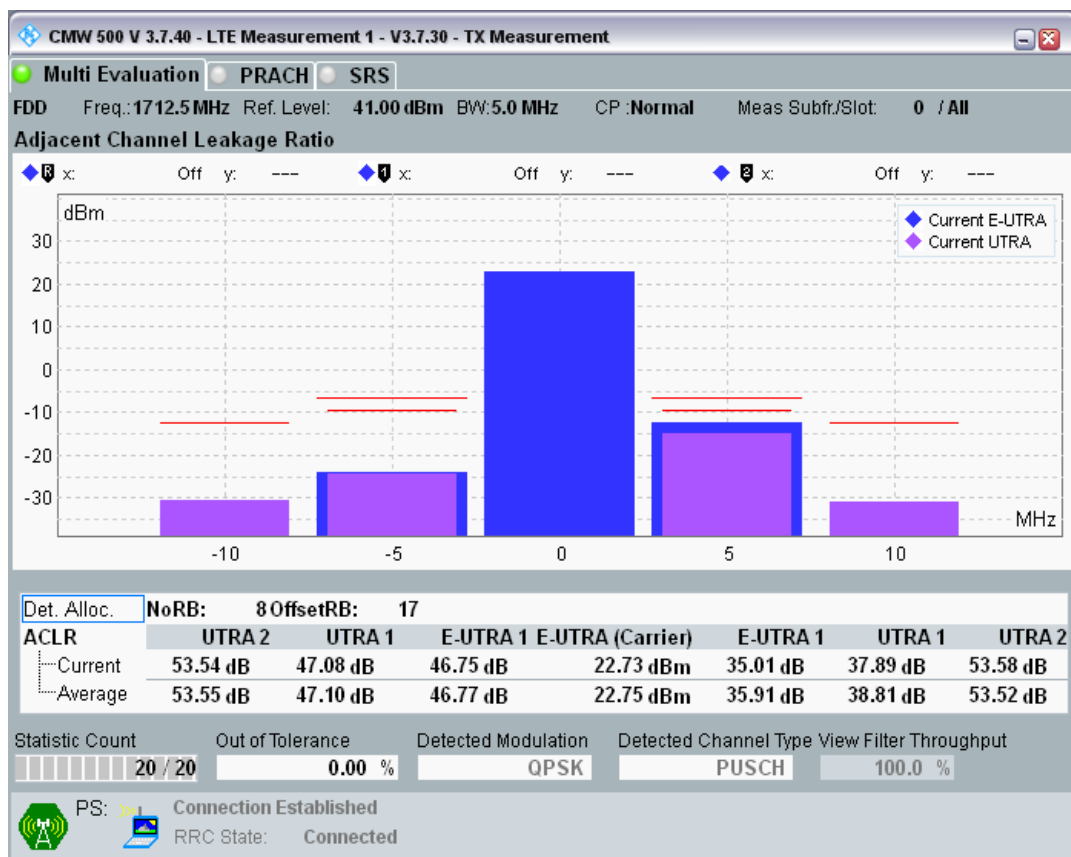 CMW 500 V 3.7.40 - LTE Measurement 1 - V3.7.30 - TX Measurement
Multi Evaluation PRACH SRS
FDD Freq.:1712.5 MHz Ref. Level: 41.00 dBm BW:5.0 MHz CP :Normal Meas Subfr./Slot: 0 / All
Adjacent Channel Leakage Ratio
R x: Off y: --- 1 x: Off y: --- 2 x: Off y: ---
dBm
Current E-UTRA
Current UTRA
30
20
10
0
-10
-20
-30
MHz
-10 -5 0 5 10
Det. Alloc. NoRB: 8 OffsetRB: 17
ACLR UTRA 2 UTRA 1 E-UTRA 1 E-UTRA (Carrier) E-UTRA 1 UTRA 1 UTRA 2
Current 53.54 dB 47.08 dB 46.75 dB 22.73 dBm 35.01 dB 37.89 dB 53.58 dB
Average 53.55 dB 47.10 dB 46.77 dB 22.75 dBm 35.91 dB 38.81 dB 53.52 dB
Statistic Count Out of Tolerance Detected Modulation Detected Channel Type View Filter Throughput
20 / 20 0.00 % QPSK PUSCH 100.0 %
PS: Connection Established
RRC State: Connected